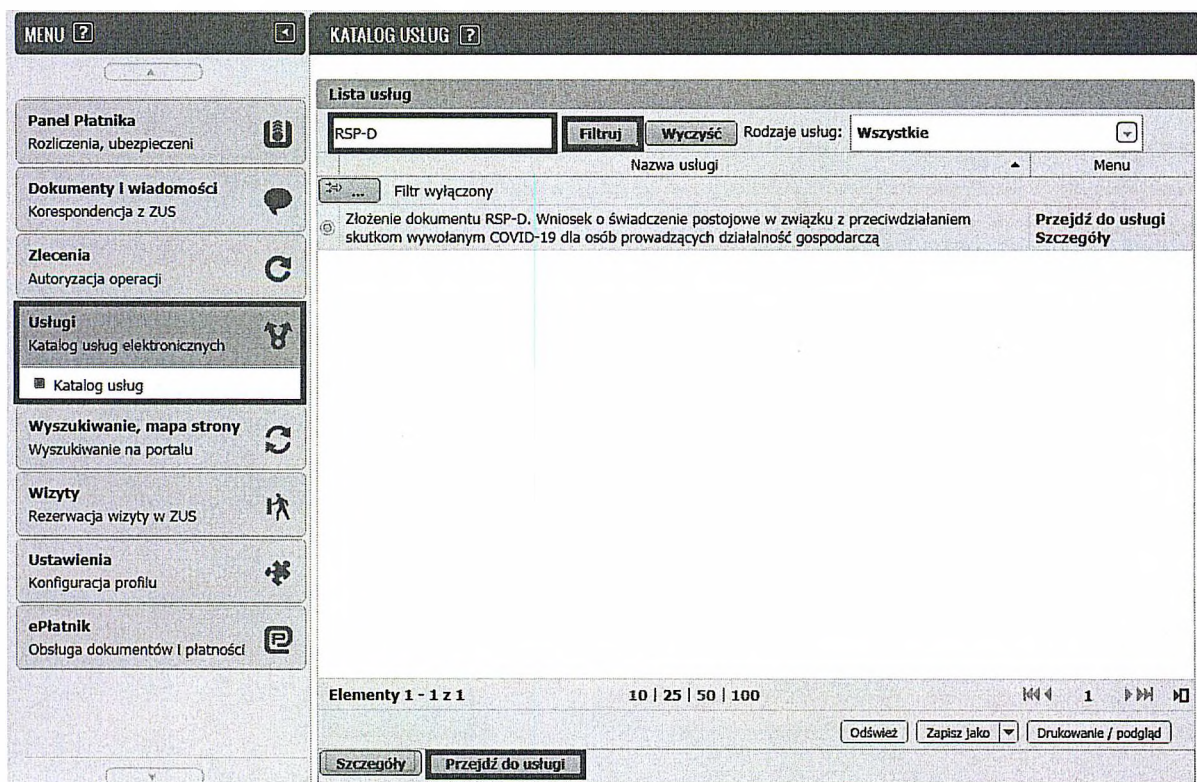 MENU ?
Panel Płatnika
Rozliczenia, ubezpieczeni
Dokumenty i wiadomości
Korespondencja z ZUS
Zlecenia
Autoryzacja operacji
Usługi
Katalog usług elektronicznych
Katalog usług
Wyszukiwanie, mapa strony
Wyszukiwanie na portalu
Wizyty
Rezerwacja wizyty w ZUS
Ustawienia
Konfiguracja profilu
ePłatnik
Obsługa dokumentów i płatności
KATALOG USŁUG ?
Lista usług
RSP-D Filtruj Wyczyść Rodzaje usług: Wszystkie
Nazwa usługi Menu
... Filtr wyłączony
Złożenie dokumentu RSP-D. Wniosek o świadczenie postojowe w związku z przeciwdziałaniem Przejdź do usługi
skutkom wywołanym COVID-19 dla osób prowadzących działalność gospodarczą Szczegóły
Elementy 1 - 1 z 1 10 | 25 | 50 | 100 1
Odśwież Zapisz jako Drukowanie / podgląd
Szczegóły Przejdź do usługi